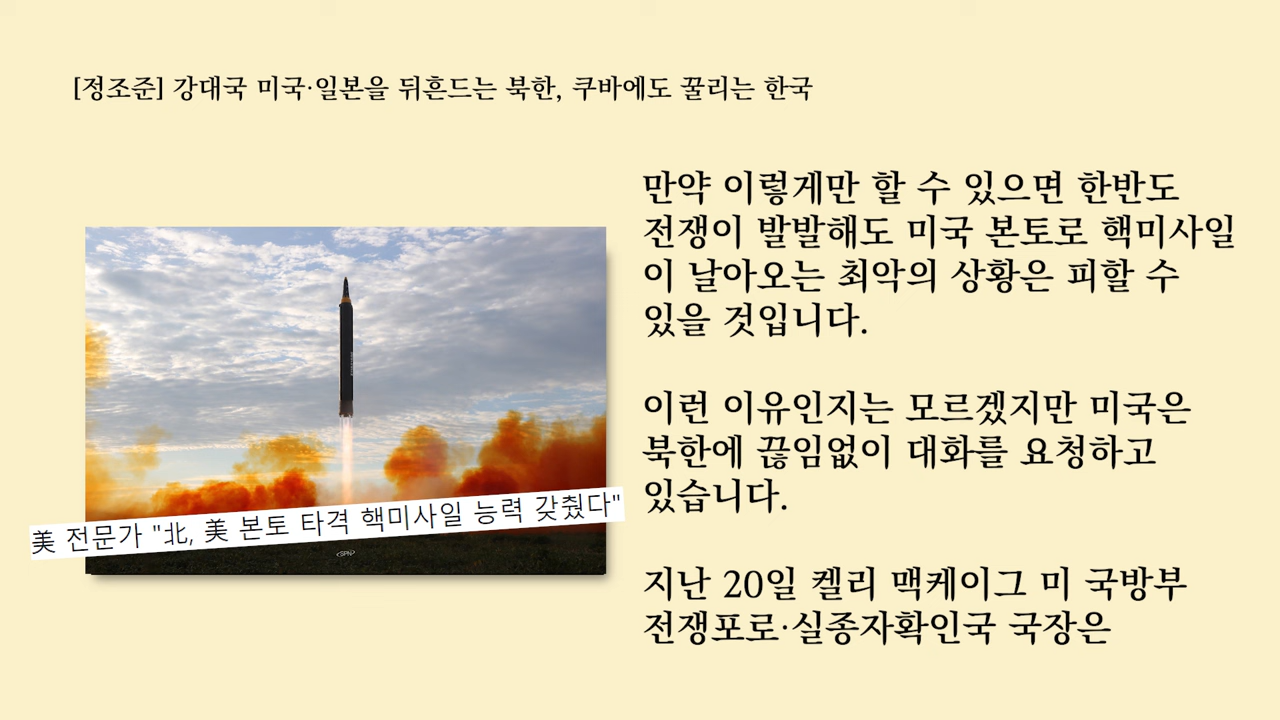 [정조준] 강대국 미국·일본을 뒤흔드는 북한, 쿠바에도 꿀리는 한국
만약 이렇게만 할 수 있으면 한반도
전쟁이 발발해도 미국 본토로 핵미사일
이 날아오는 최악의 상황은 피할 수
있을 것입니다.
이런 이유인지는 모르겠지만 미국은
북한에 끊임없이 대화를 요청하고
있습니다.
지난 20일 켈리 맥케이그 미 국방부
전쟁포로·실종자확인국 국장은
美 전문가 "北, 美 본토 타격 핵미사일 능력 갖췄다"
<SPN>